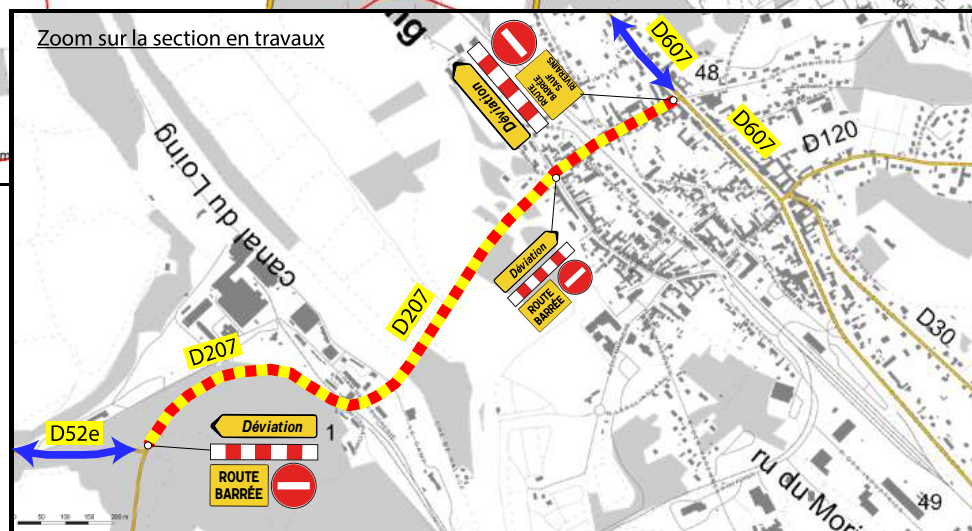 Zoom sur la section en travaux
ng
D607
48
ROUTE
BARRÉE
SAUF
RIVERAINS
Déviation
D607
D120
canal du Loing
Déviation
ROUTE
BARRÉE
D207
D207
D30
D52e
Déviation
1
ROUTE
BARRÉE
ru du Mori
49
0 50 100 150 200 m